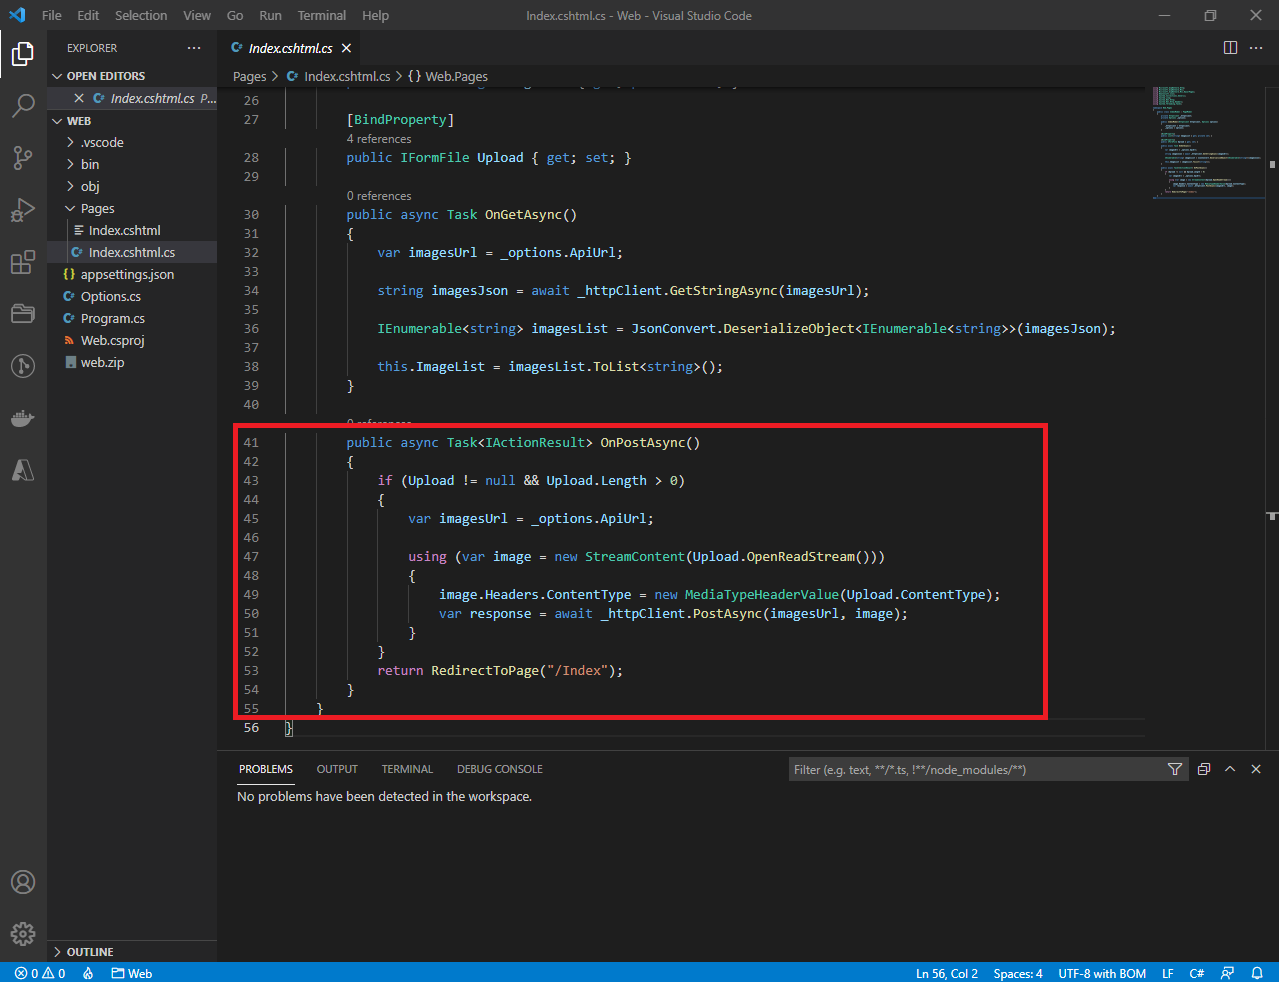 File Edit Selection View Go Run Terminal Help
Index.cshtml.cs - Web - Visual Studio Code
EXPLORER
OPEN EDITORS
Index.cshtml.cs P...
WEB
.vscode
bin
obj
Pages
Index.cshtml
Index.cshtml.cs
appsettings.json
Options.cs
Program.cs
Web.csproj
web.zip
OUTLINE
Index.cshtml.cs
Pages > Index.cshtml.cs > {} Web.Pages
26
27 [BindProperty]
4 references
28 public IFormFile Upload { get; set; }
29
0 references
30 public async Task OnGetAsync()
31 {
32 var imagesUrl = _options.ApiUrl;
33
34 string imagesJson = await _httpClient.GetStringAsync(imagesUrl);
35
36 IEnumerable<string> imagesList = JsonConvert.DeserializeObject<IEnumerable<string>>(imagesJson);
37
38 this.ImageList = imagesList.ToList<string>();
39 }
40
0 references
41 public async Task<IActionResult> OnPostAsync()
42 {
43 if (Upload != null && Upload.Length > 0)
44 {
45 var imagesUrl = _options.ApiUrl;
46
47 using (var image = new StreamContent(Upload.OpenReadStream()))
48 {
49 image.Headers.ContentType = new MediaTypeHeaderValue(Upload.ContentType);
50 var response = await _httpClient.PostAsync(imagesUrl, image);
51 }
52 }
53 return RedirectToPage("/Index");
54 }
55 }
56 }
PROBLEMS OUTPUT TERMINAL DEBUG CONSOLE
Filter (e.g. text, **/*.ts, !**/node_modules/**)
No problems have been detected in the workspace.
0 0 Web
Ln 56, Col 2 Spaces: 4 UTF-8 with BOM LF C#